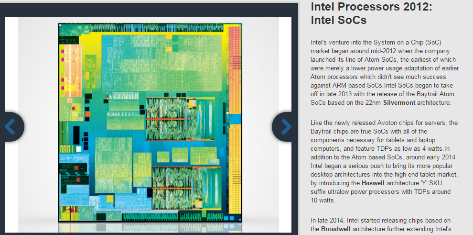 Intel Processors 2012:
Intel SoCs
Intel's venture into the System on a Chip (SoC)
market began around mid-2012 when the company
launched its line of Atom SoCs, the earliest of which
were merely a lower power usage adaptation of earlier
Atom processors which didn't see much success
against ARM based SoCs.Intel SoCs began to take
off in late 2013 with the release of the Baytrail Atom
SoCs based on the 22nm Silvermont architecture.
Like the newly released Avoton chips for servers, the
Baytrail chips are true SoCs with all of the
components necessary for tablets and laptop
computers, and feature TDPs as low as 4 watts. In
addition to the Atom based SoCs, around early 2014
Intel began a serious push to bring its more popular
desktop architectures into the high end tablet market,
by introducing the Haswell architecture "Y" SKU
suffix ultralow power processors with TDPs around
10 watts.
In late 2014, Intel started releasing chips based on
the Broadwell architecture further extending Intel's